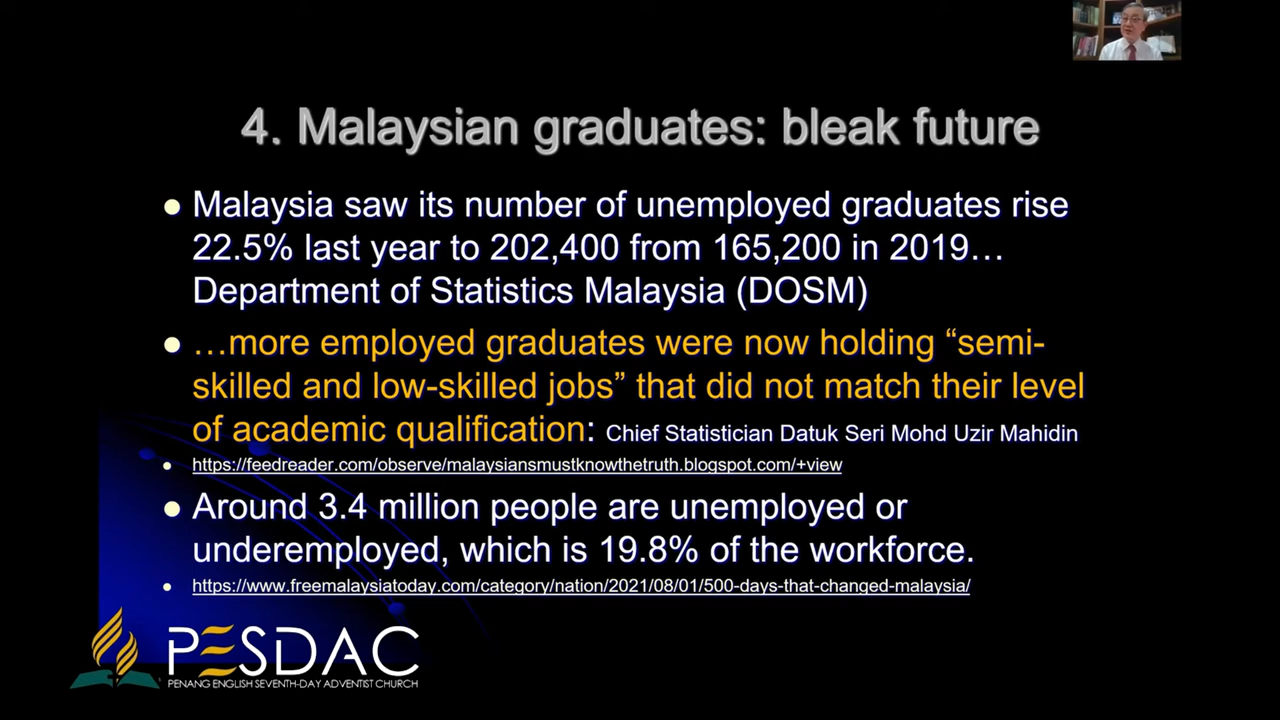 4. Malaysian graduates: bleak future
Malaysia saw its number of unemployed graduates rise
22.5% last year to 202,400 from 165,200 in 2019…
Department of Statistics Malaysia (DOSM)
…more employed graduates were now holding “semi-
skilled and low-skilled jobs” that did not match their level
of academic qualification: Chief Statistician Datuk Seri Mohd Uzir Mahidin
https://feedreader.com/observe/malaysiansmustknowthetruth.blogspot.com/+view
Around 3.4 million people are unemployed or
underemployed, which is 19.8% of the workforce.
https://www.freemalaysiatoday.com/category/nation/2021/08/01/500-days-that-changed-malaysia/
PESDAC
PENANG ENGLISH SEVENTH-DAY ADVENTIST CHURCH